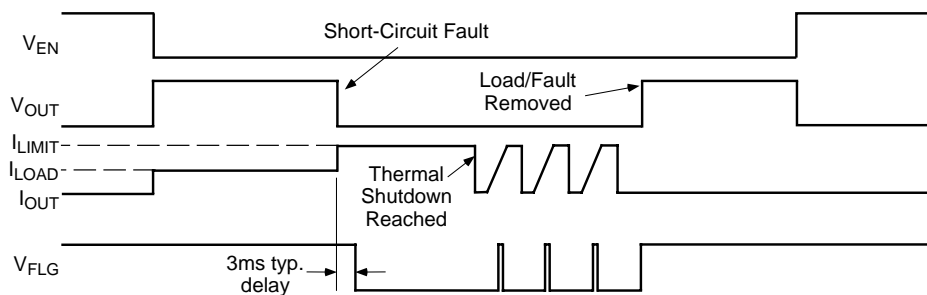 Short-Circuit Fault
VEN
Load/Fault
Removed
VOUT
ILIMIT
ILOAD
IOUT
Thermal
Shutdown
Reached
VFLG
3ms typ.
delay